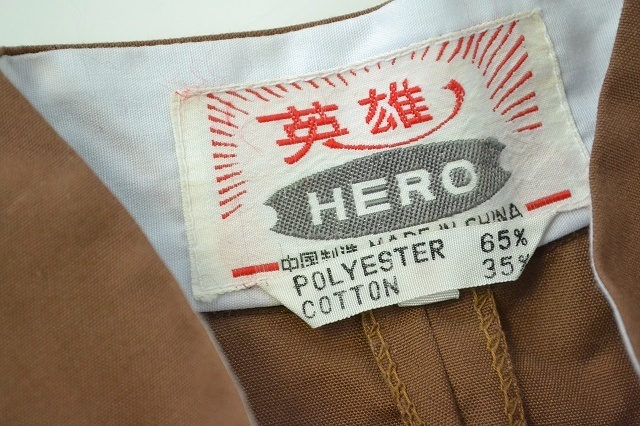 英雄
HERO
中国制造 MADE IN CHINA
POLYESTER 65%
COTTON 35%